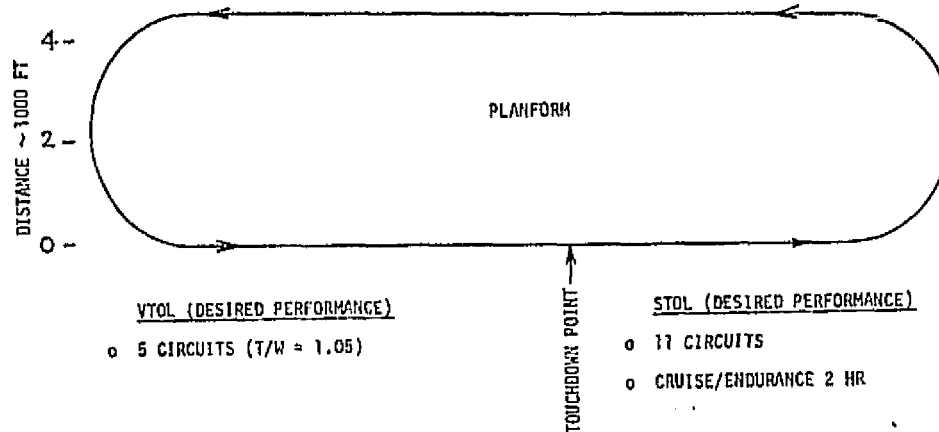 4
PLANFORM
DISTANCE ~1000 FT
2
0
VTOL (DESIRED PERFORMANCE)
o 5 CIRCUITS (T/W = 1.05)
TOUCHDOWN POINT
STOL (DESIRED PERFORMANCE)
o 11 CIRCUITS
o CRUISE/ENDURANCE 2 HR